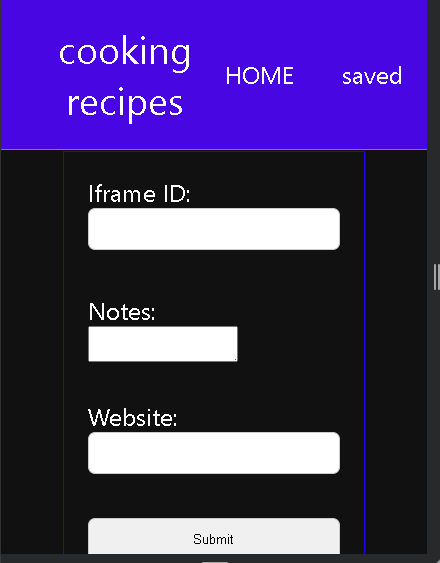 cooking
recipes
HOME
saved
Iframe ID:
Notes:
Website:
Submit